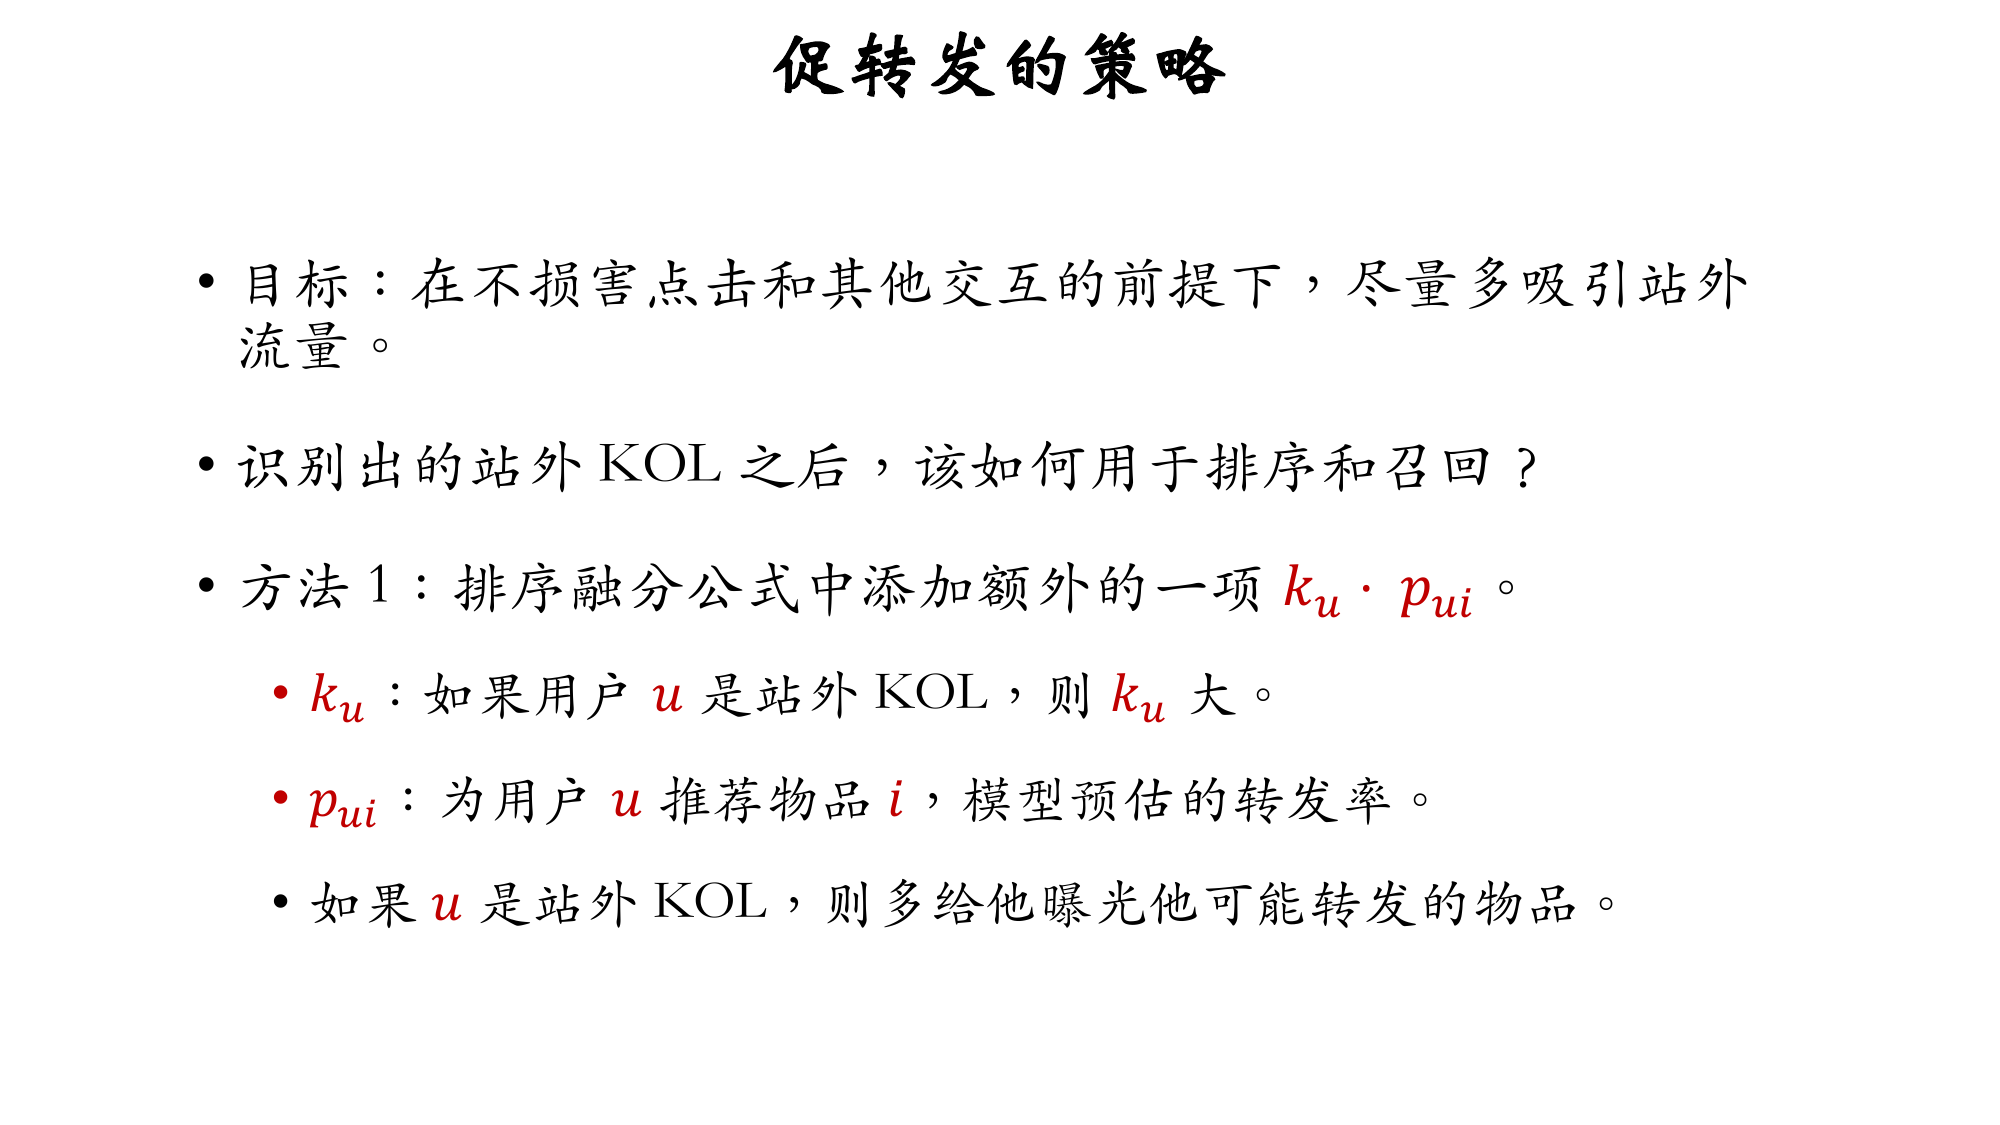 促转发的策略
• 目标：在不损害点击和其他交互的前提下，尽量多吸引站外
流量。
• 识别出的站外 KOL 之后，该如何用于排序和召回？
• 方法 1：排序融分公式中添加额外的一项 k_u · p_ui。
• k_u：如果用户 u 是站外 KOL，则 k_u 大。
• p_ui：为用户 u 推荐物品 i，模型预估的转发率。
• 如果 u 是站外 KOL，则多给他曝光他可能转发的物品。